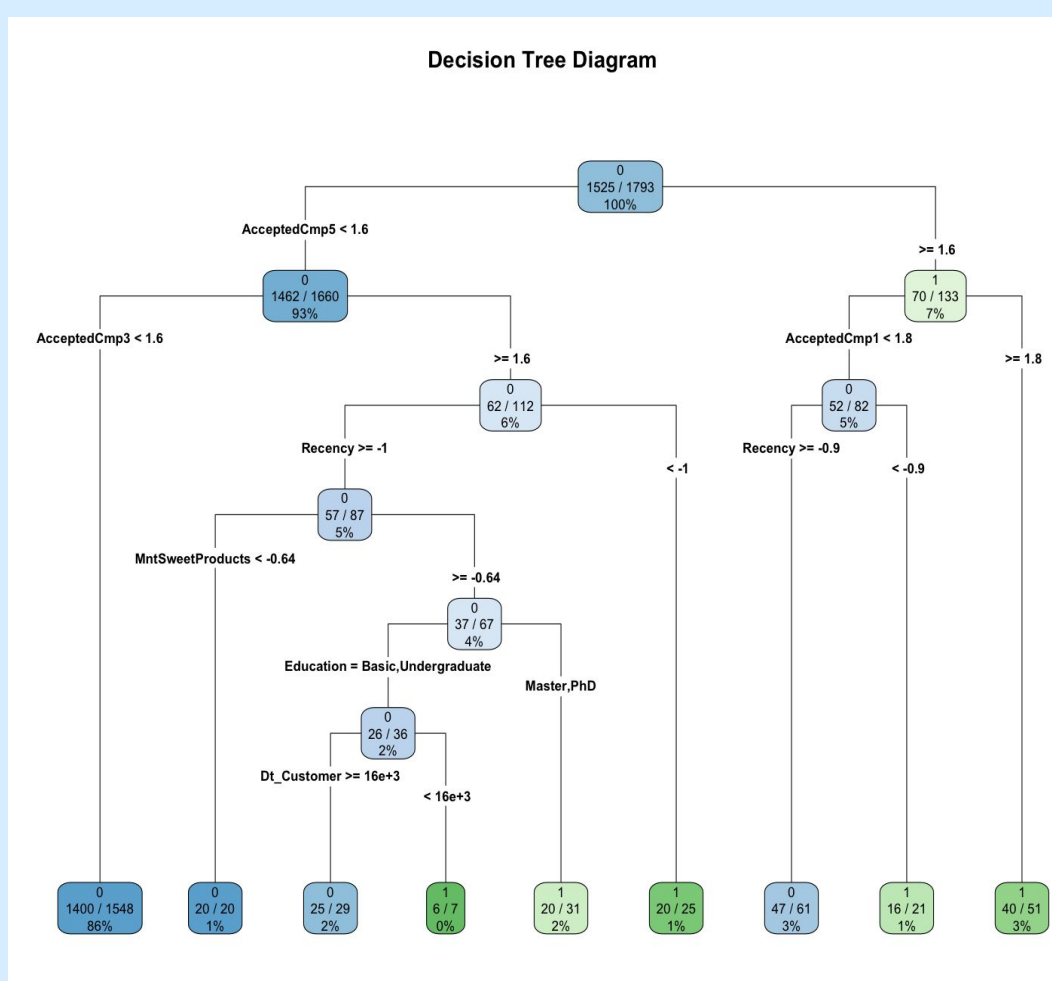 Decision Tree Diagram
0
1525 / 1793
100%
AcceptedCmp5 < 1.6
>= 1.6
0
1462 / 1660
93%
1
70 / 133
7%
AcceptedCmp3 < 1.6
>= 1.6
AcceptedCmp1 < 1.8
>= 1.8
0
62 / 112
6%
0
52 / 82
5%
Recency >= -1
< -1
Recency >= -0.9
< -0.9
0
57 / 87
5%
MntSweetProducts < -0.64
>= -0.64
0
37 / 67
4%
Education = Basic,Undergraduate
Master,PhD
0
26 / 36
2%
Dt_Customer >= 16e+3
< 16e+3
0
1400 / 1548
86%
0
20 / 20
1%
0
25 / 29
2%
1
6 / 7
0%
1
20 / 31
2%
1
20 / 25
1%
0
47 / 61
3%
1
16 / 21
1%
1
40 / 51
3%